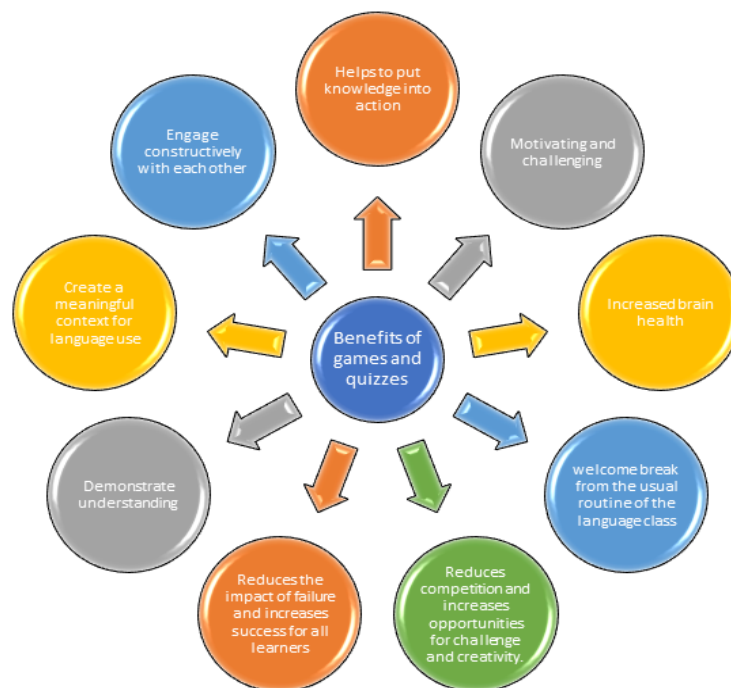 Helps to put
knowledge into
action
Motivating and
challenging
Increased brain
health
welcome break
from the usual
routine of the
language class
Reduces
competition and
increases
opportunities
for challenge
and creativity.
Reduces the
impact of failure
and increases
success for all
learners
Demonstrate
understanding
Create a
meaningful
context for
language use
Engage
constructively
with each other
Benefits of
games and
quizzes